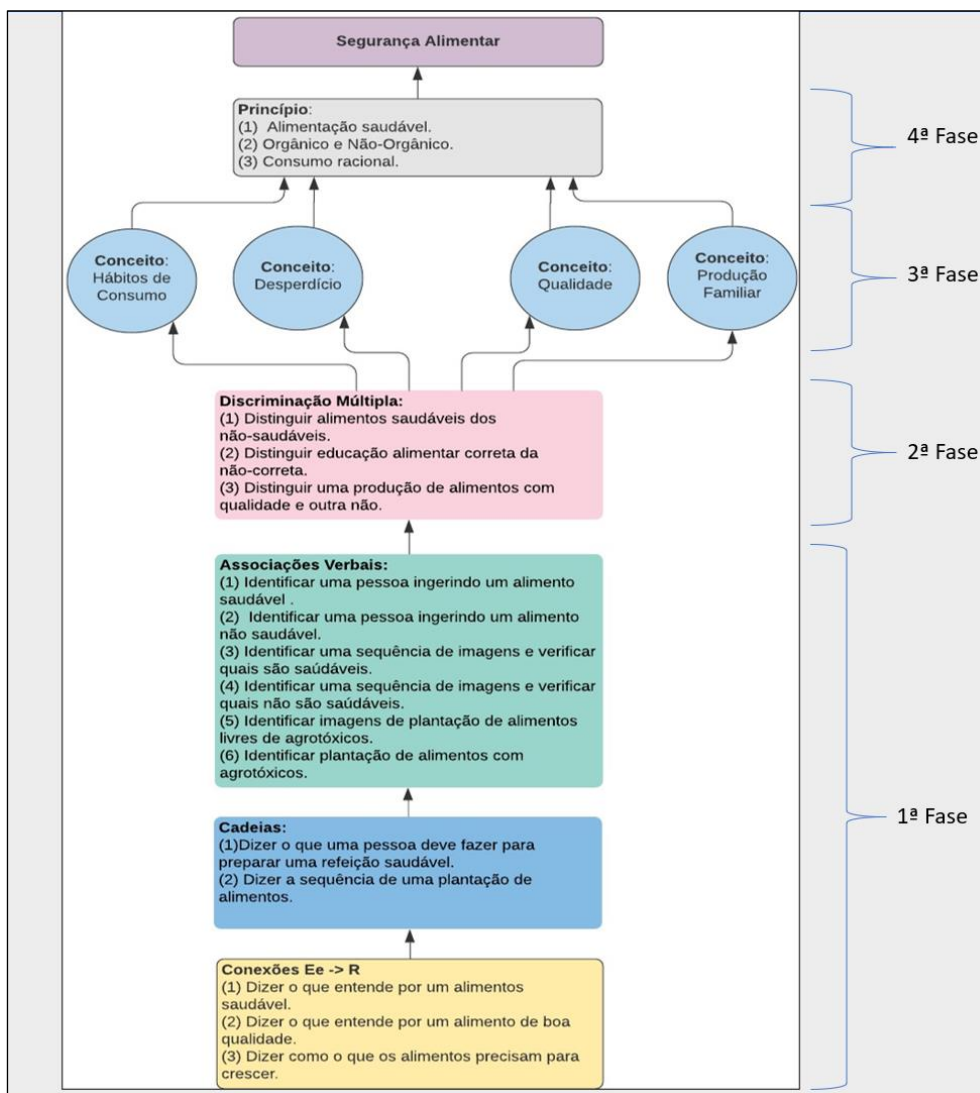 Segurança Alimentar
Princípio:
(1) Alimentação saudável.
(2) Orgânico e Não-Orgânico.
(3) Consumo racional.
4ª Fase
Conceito:
Hábitos de
Consumo
Conceito:
Desperdício
Conceito:
Qualidade
Conceito:
Produção
Familiar
3ª Fase
Discriminação Múltipla:
(1) Distinguir alimentos saudáveis dos
não-saudáveis.
(2) Distinguir educação alimentar correta da
não-correta.
(3) Distinguir uma produção de alimentos com
qualidade e outra não.
2ª Fase
Associações Verbais:
(1) Identificar uma pessoa ingerindo um alimento
saudável .
(2) Identificar uma pessoa ingerindo um alimento
não saudável.
(3) Identificar uma sequência de imagens e verificar
quais são saúdáveis.
(4) Identificar uma sequência de imagens e verificar
quais não são saúdáveis.
(5) Identificar imagens de plantação de alimentos
livres de agrotóxicos.
(6) Identificar plantação de alimentos com
agrotóxicos.
1ª Fase
Cadeias:
(1)Dizer o que uma pessoa deve fazer para
preparar uma refeição saudável.
(2) Dizer a sequência de uma plantação de
alimentos.
Conexões Ee -> R
(1) Dizer o que entende por um alimentos
saudável.
(2) Dizer o que entende por um alimento de boa
qualidade.
(3) Dizer como o que os alimentos precisam para
crescer.